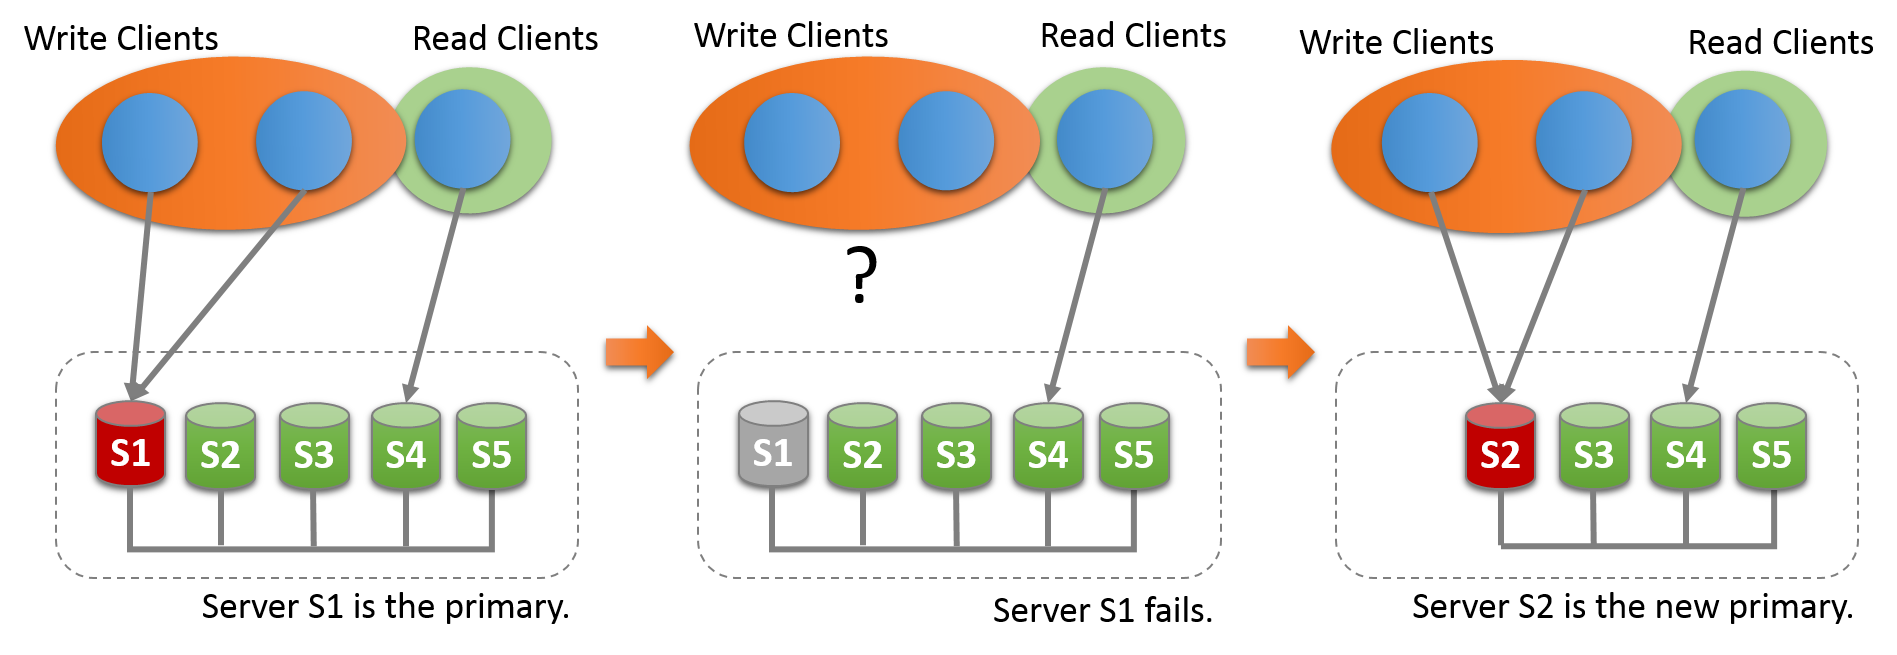 Write Clients
Read Clients
S1
S2
S3
S4
S5
Server S1 is the primary.
Write Clients
Read Clients
?
S1
S2
S3
S4
S5
Server S1 fails.
Write Clients
Read Clients
S2
S3
S4
S5
Server S2 is the new primary.